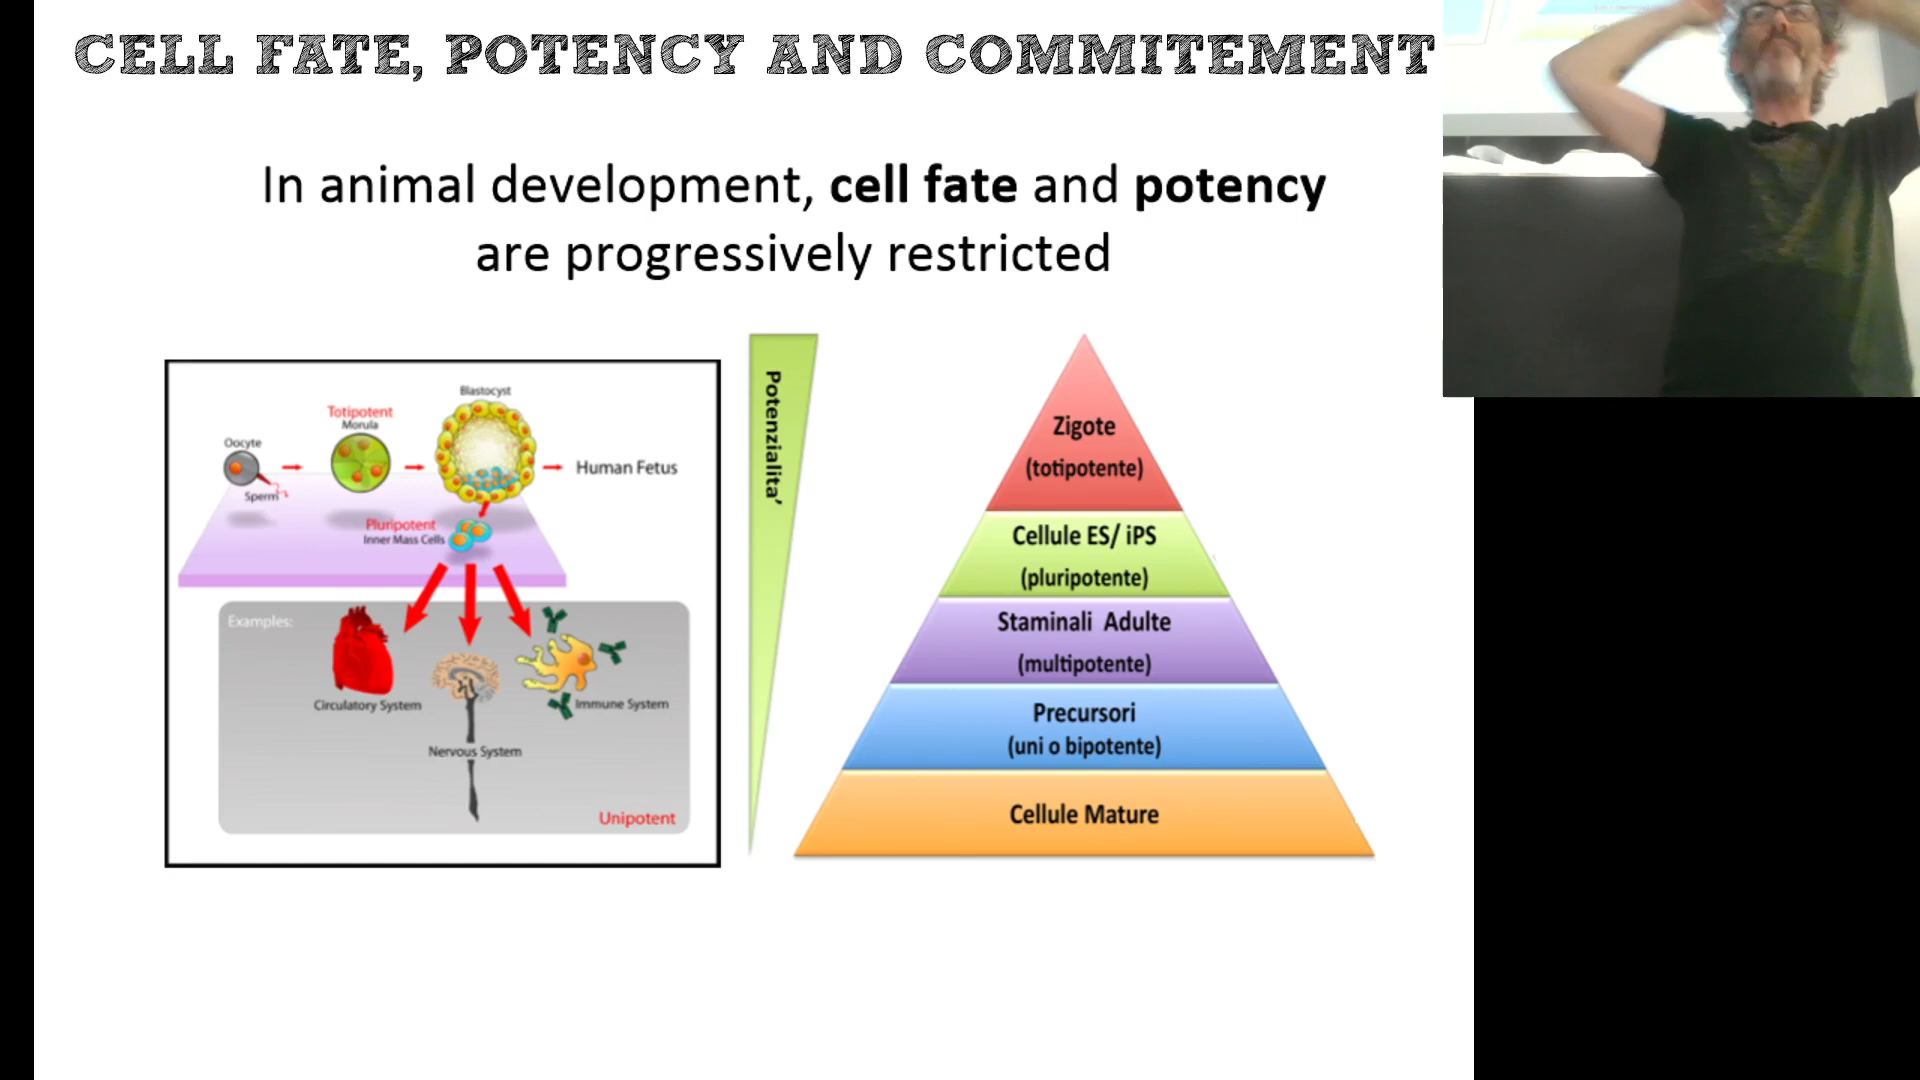 CELL FATE, POTENCY AND COMMITEMENT
In animal development, cell fate and potency
are progressively restricted
Blastocyst
Totipotent
Morula
Oocyte
Sperm
Human Fetus
Pluripotent
Inner Mass Cells
Examples:
Circulatory System
Immune System
Nervous System
Unipotent
Potenzialita'
Zigote
(totipotente)
Cellule ES/ iPS
(pluripotente)
Staminali Adulte
(multipotente)
Precursori
(uni o bipotente)
Cellule Mature